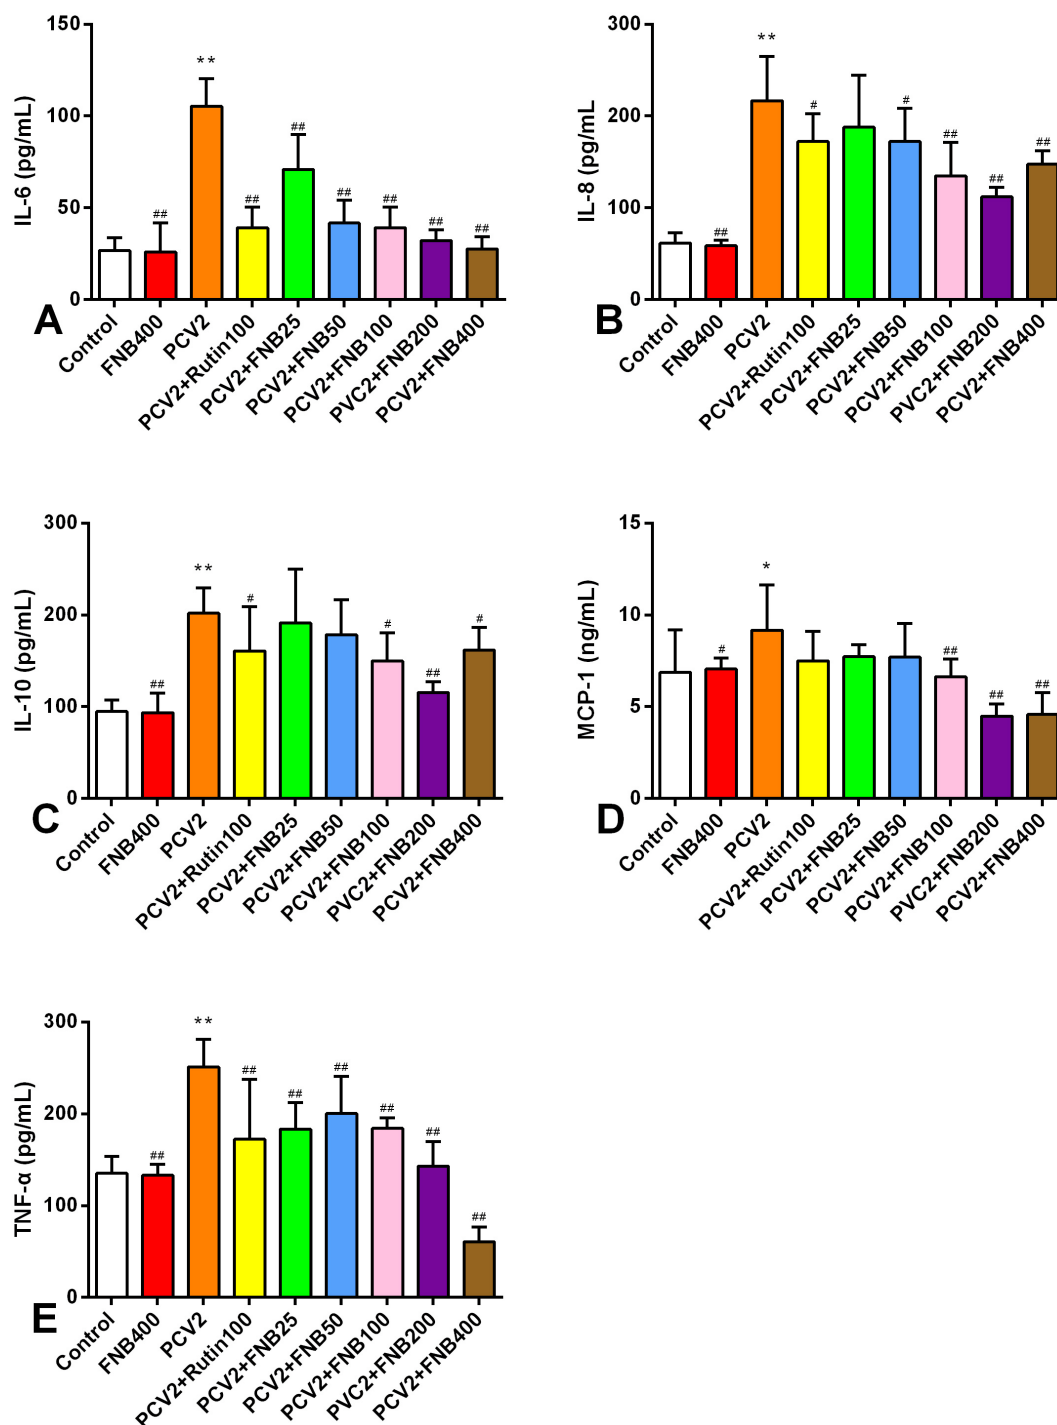 150
100
50
0
IL-6 (pg/mL)
**
##
##
##
##
##
##
##
A
Control
FNB400
PCV2
PCV2+Rutin100
PCV2+FNB25
PCV2+FNB50
PCV2+FNB100
PVC2+FNB200
PCV2+FNB400
300
200
100
0
IL-8 (pg/mL
**
##
#
#
##
##
##
B
Control
FNB400
PCV2
PCV2+Rutin100
PCV2+FNB25
PCV2+FNB50
PCV2+FNB100
PVC2+FNB200
PCV2+FNB400
300
200
100
0
IL-10 (pg/mL)
**
##
#
#
##
#
C
Control
FNB400
PCV2
PCV2+Rutin100
PCV2+FNB25
PCV2+FNB50
PCV2+FNB100
PVC2+FNB200
PCV2+FNB400
15
10
5
0
MCP-1 (ng/mL)
*
#
##
##
##
D
Control
FNB400
PCV2
PCV2+Rutin100
PCV2+FNB25
PCV2+FNB50
PCV2+FNB100
PVC2+FNB200
PCV2+FNB400
300
200
100
0
TNF-α (pg/mL)
**
##
##
##
##
##
##
##
E
Control
FNB400
PCV2
PCV2+Rutin100
PCV2+FNB25
PCV2+FNB50
PCV2+FNB100
PVC2+FNB200
PCV2+FNB400